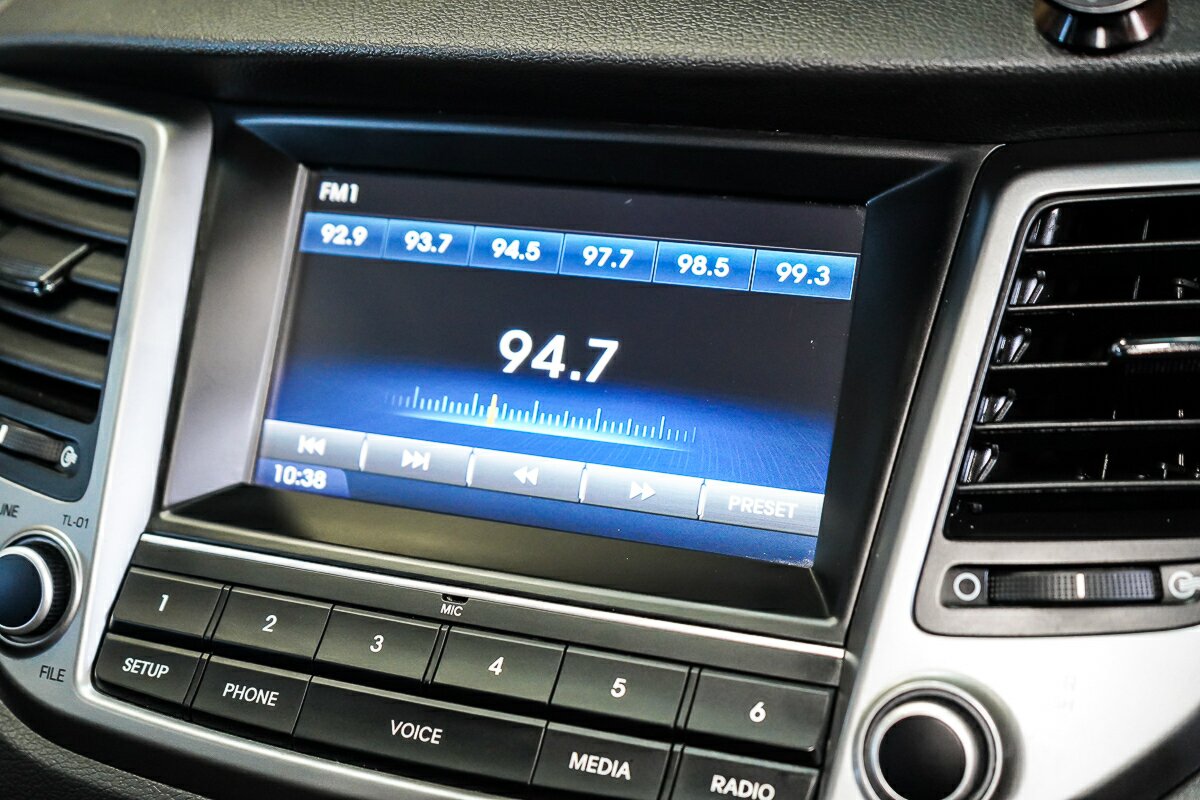 FM1
92.9 93.7 94.5 97.7 98.5 99.3
94.7
PRESET
10:38
TL-01
MIC
FILE
1 2 3 4 5 6
SETUP PHONE VOICE MEDIA RADIO